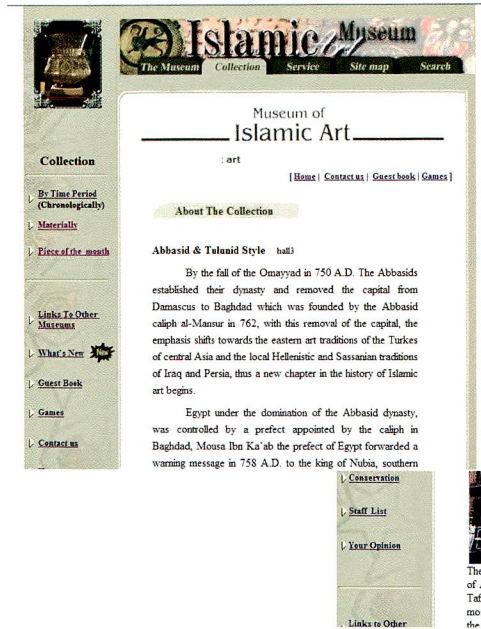 Islamic Art Museum
The Museum Collection Service Site map Search
Museum of
Islamic Art
: art
[ Home | Contact us | Guest book | Games ]
Collection
By Time Period
(Chronologically)
Materially
Piece of the month
Links To Other
Museums
What's New New
Guest Book
Games
Contact us
About The Collection
Abbasid & Tulunid Style hall3
By the fall of the Omayyad in 750 A.D. The Abbasids
established their dynasty and removed the capital from
Damascus to Baghdad which was founded by the Abbasid
caliph al-Mansur in 762, with this removal of the capital, the
emphasis shifts towards the eastern art traditions of the Turkes
of central Asia and the local Hellenistic and Sassanian traditions
of Iraq and Persia, thus a new chapter in the history of Islamic
art begins.
Egypt under the domination of the Abbasid dynasty,
was controlled by a prefect appointed by the caliph in
Baghdad, Mousa Ibn Ka'ab the prefect of Egypt forwarded a
warning message in 758 A.D. to the king of Nubia, southern
Conservation
Staff List
Your Opinion
Links to Other
The
of
Taf
mo
the